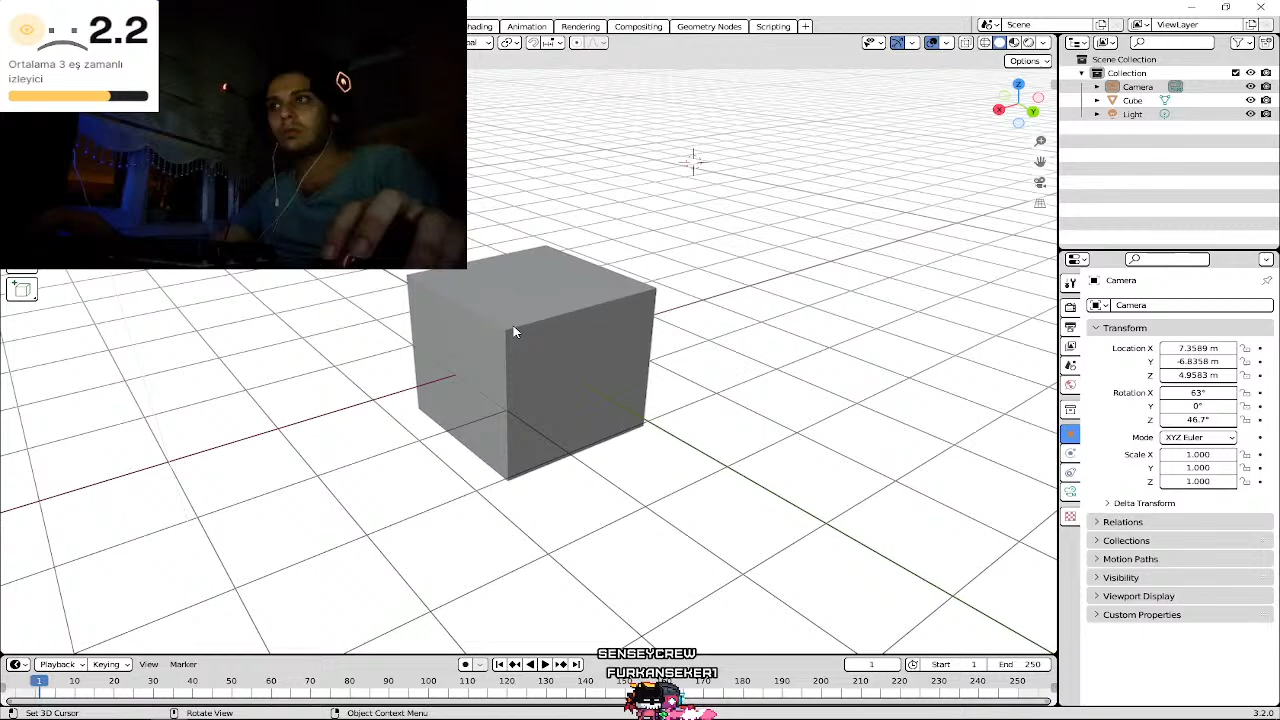 2.2
Ortalama 3 eş zamanlı
izleyici
ading Animation Rendering Compositing Geometry Nodes Scripting
Scene
ViewLayer
Options
X
Y
Z
Scene Collection
Collection
Camera
Cube
Light
Camera
Camera
Transform
Location X 7.3589 m
Y -6.8358 m
Z 4.9583 m
Rotation X 63°
Y 0°
Z 46.7°
Mode XYZ Euler
Scale X 1.000
Y 1.000
Z 1.000
Delta Transform
Relations
Collections
Motion Paths
Visibility
Viewport Display
Custom Properties
SENSEYCREW
FURKANSEKER1
Playback Keying View Marker
1 Start 1 End 250
1 10 20 30 40 50 60 70 80 90 100 110 120 130 140 150 170 180 190 200 210 220 230 240 250
Set 3D Cursor Rotate View Object Context Menu 3.2.0